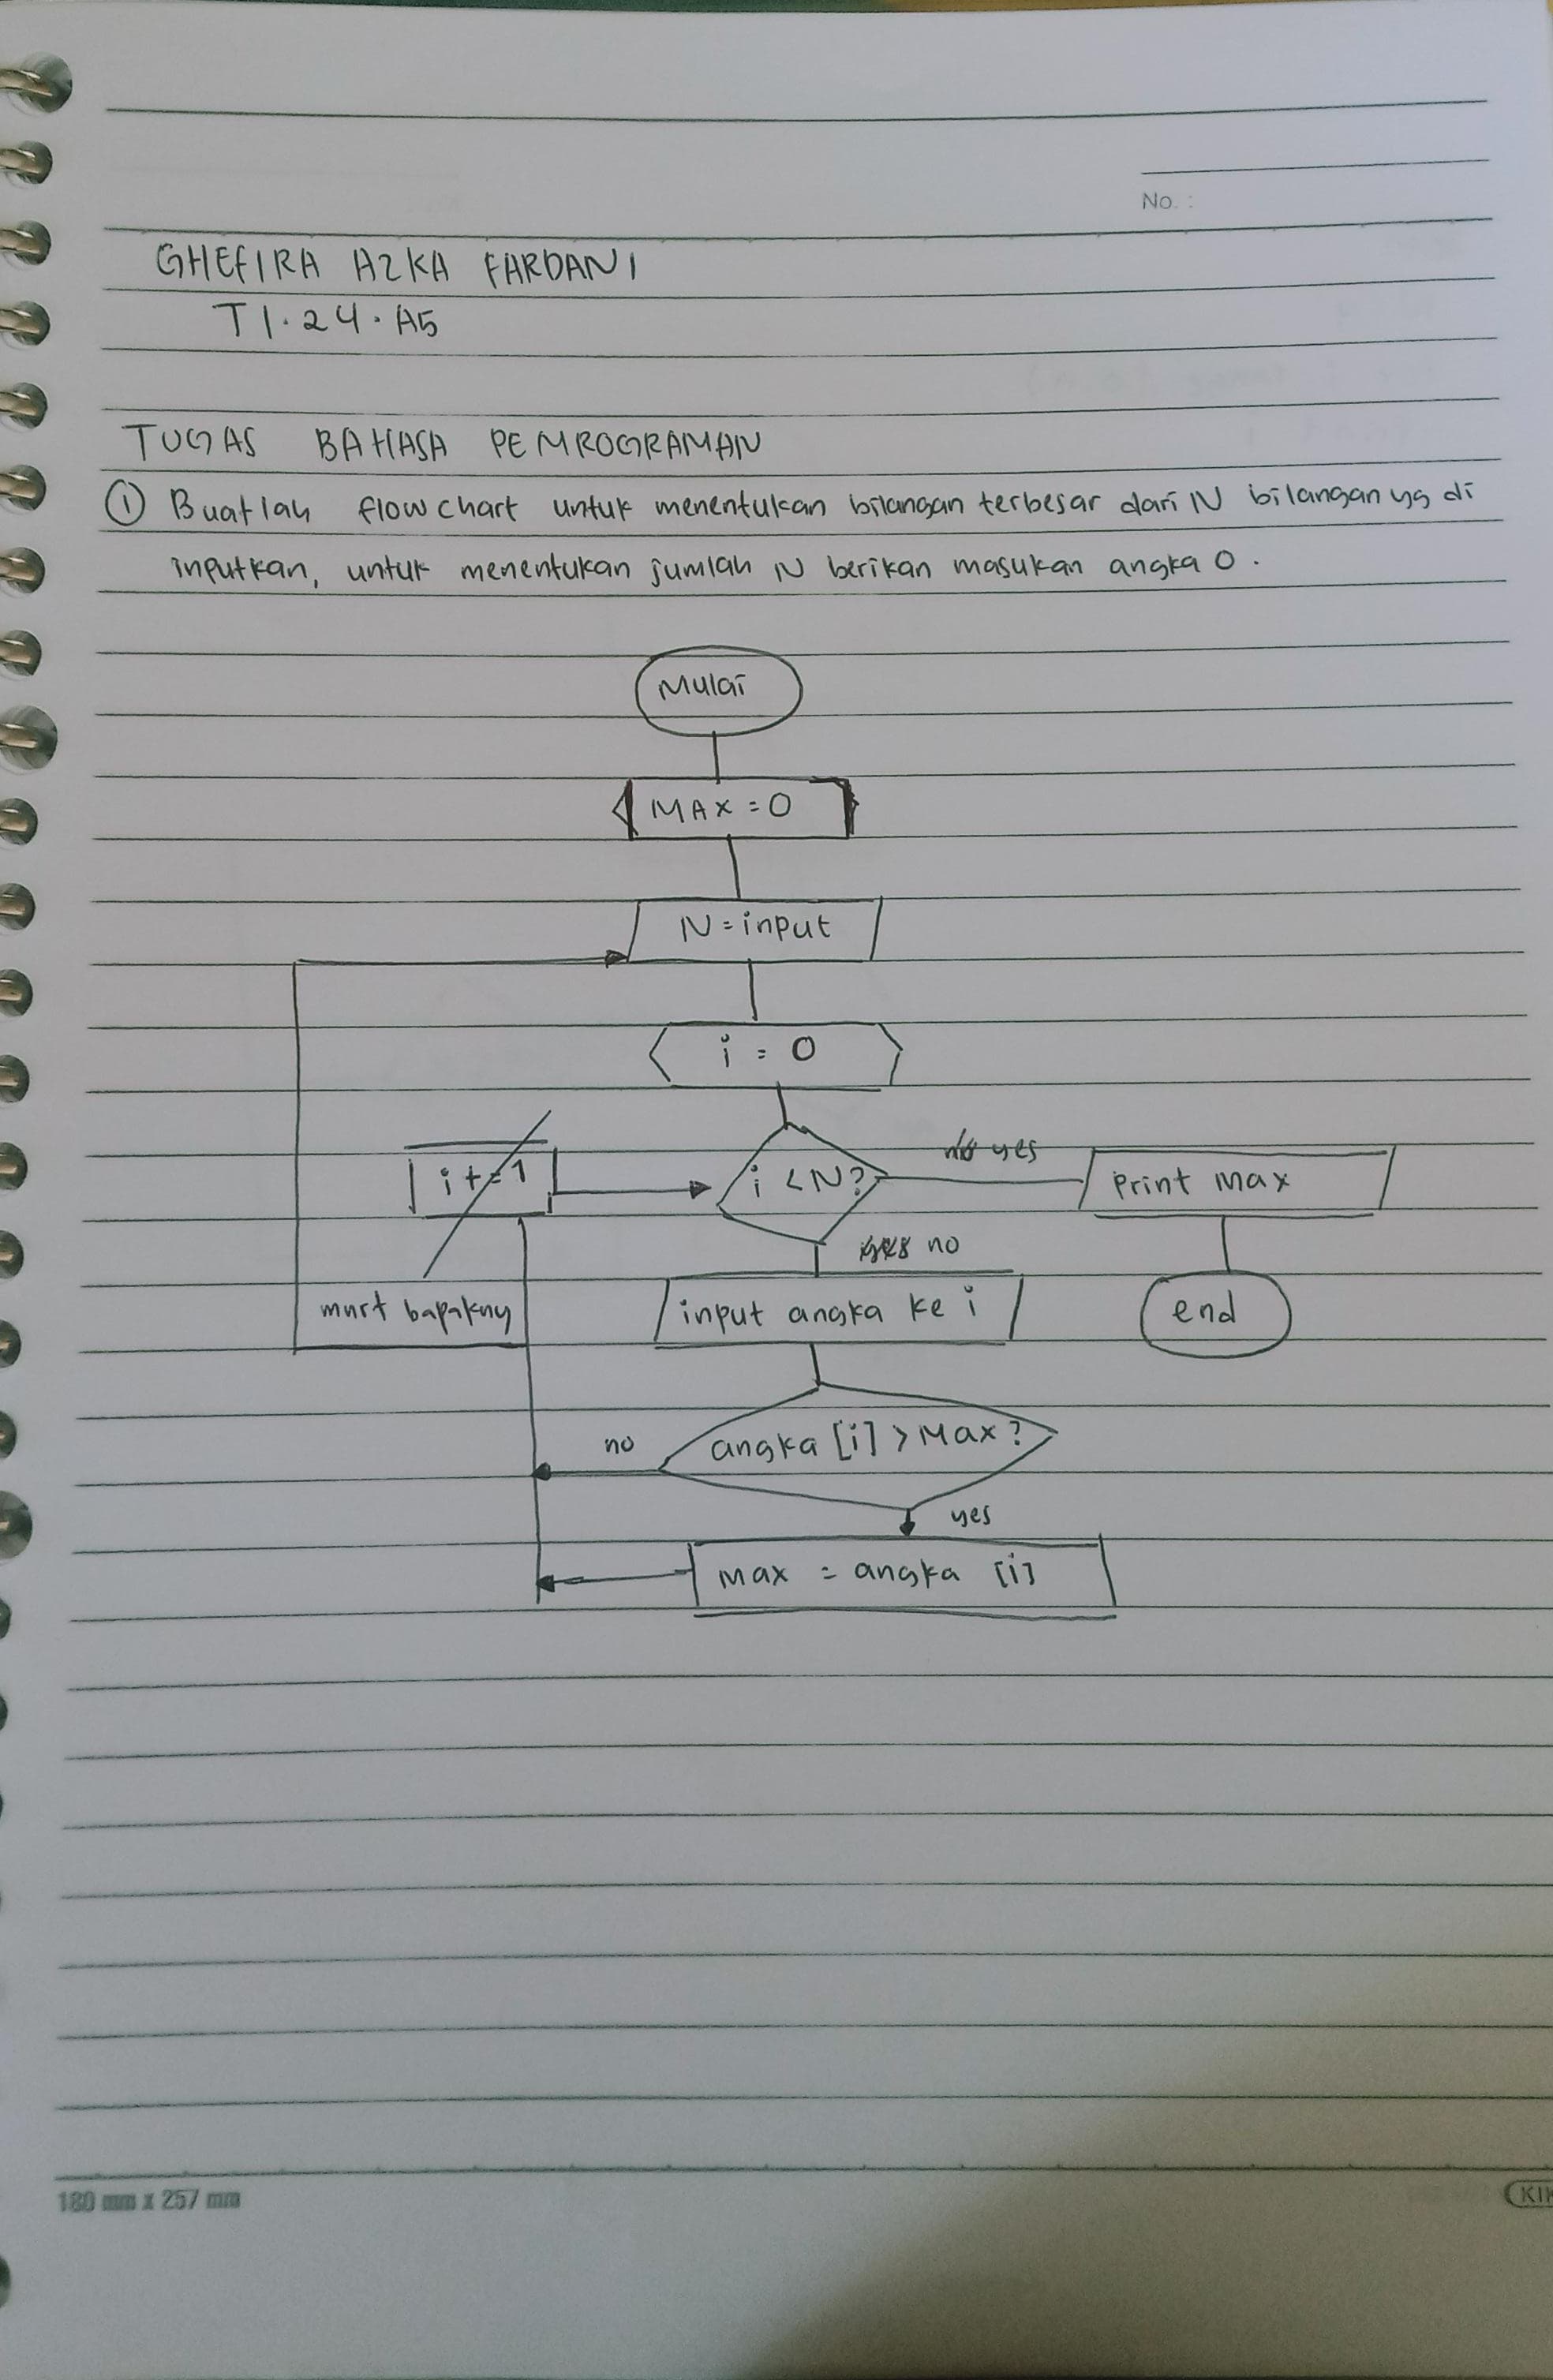 No. :
GHEFIRA AZKA FARDANI
TI.24.A5
TUGAS BAHASA PEMROGRAMAN
① Buatlah flowchart untuk menentukan bilangan terbesar dari N bilangan yg di
inputkan, untuk menentukan jumlah N berikan masukan angka 0.
Mulai
MAX = 0
N = input
i = 0
i += 1
i < N?
yes
Print Max
no
mnrt bapakny
input angka ke i
end
angka [i] > Max?
no
yes
Max = angka [i]
180 mm x 257 mm